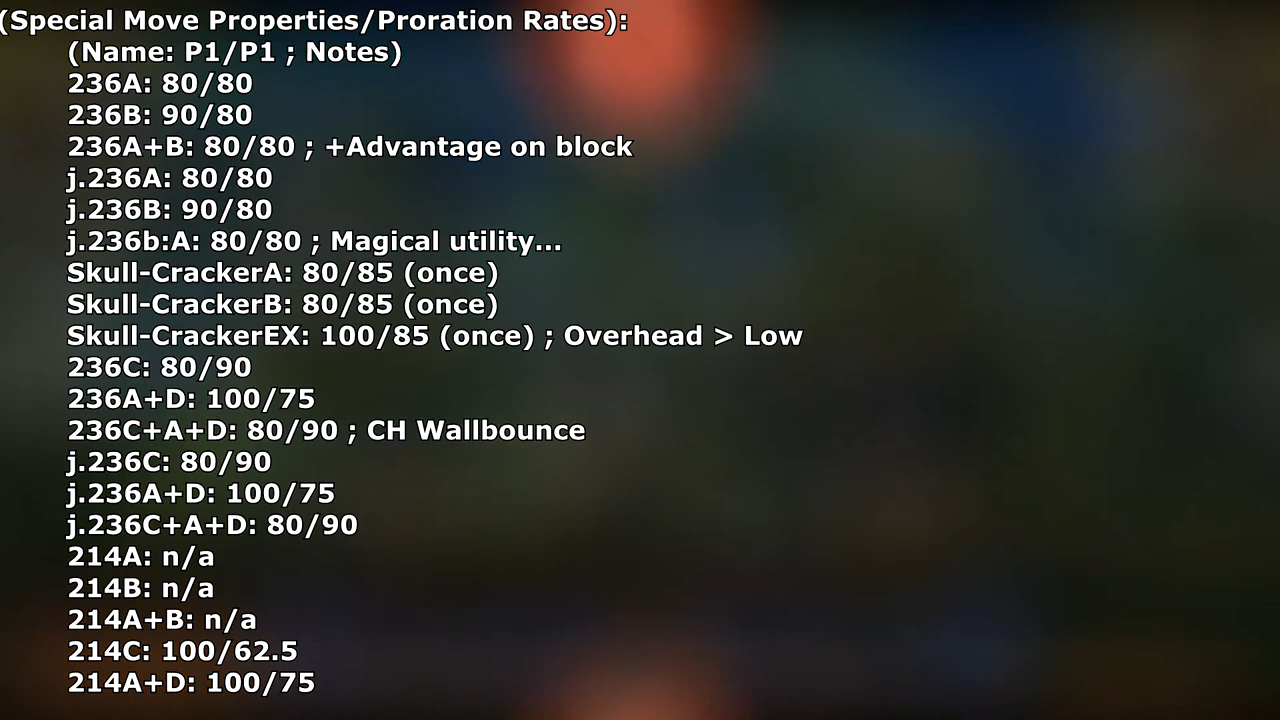 (Special Move Properties/Proration Rates):
(Name: P1/P1 ; Notes)
236A: 80/80
236B: 90/80
236A+B: 80/80 ; +Advantage on block
j.236A: 80/80
j.236B: 90/80
j.236b:A: 80/80 ; Magical utility...
Skull-CrackerA: 80/85 (once)
Skull-CrackerB: 80/85 (once)
Skull-CrackerEX: 100/85 (once) ; Overhead > Low
236C: 80/90
236A+D: 100/75
236C+A+D: 80/90 ; CH Wallbounce
j.236C: 80/90
j.236A+D: 100/75
j.236C+A+D: 80/90
214A: n/a
214B: n/a
214A+B: n/a
214C: 100/62.5
214A+D: 100/75